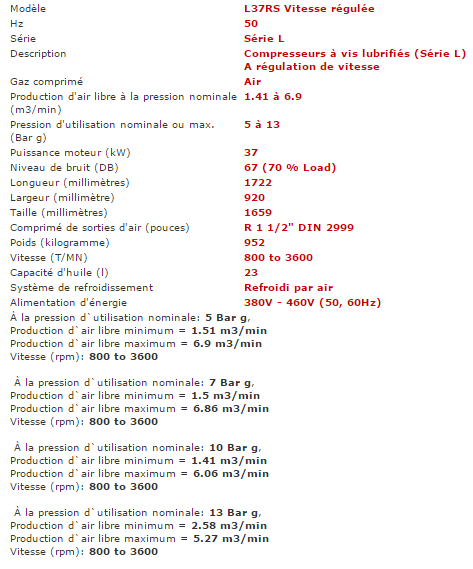 Modèle L37RS Vitesse régulée
Hz 50
Série Série L
Description Compresseurs à vis lubrifiés (Série L)
A régulation de vitesse
Gaz comprimé Air
Production d'air libre à la pression nominale 1.41 à 6.9
(m3/min)
Pression d'utilisation nominale ou max. 5 à 13
(Bar g)
Puissance moteur (kW) 37
Niveau de bruit (DB) 67 (70 % Load)
Longueur (millimètres) 1722
Largeur (millimètre) 920
Taille (millimètres) 1659
Comprimé de sorties d'air (pouces) R 1 1/2" DIN 2999
Poids (kilogramme) 952
Vitesse (T/MN) 800 to 3600
Capacité d'huile (l) 23
Système de refroidissement Refroidi par air
Alimentation d'énergie 380V - 460V (50, 60Hz)
À la pression d`utilisation nominale: 5 Bar g,
Production d`air libre minimum = 1.51 m3/min
Production d`air libre maximum = 6.9 m3/min
Vitesse (rpm): 800 to 3600
À la pression d`utilisation nominale: 7 Bar g,
Production d`air libre minimum = 1.5 m3/min
Production d`air libre maximum = 6.86 m3/min
Vitesse (rpm): 800 to 3600
À la pression d`utilisation nominale: 10 Bar g,
Production d`air libre minimum = 1.41 m3/min
Production d`air libre maximum = 6.06 m3/min
Vitesse (rpm): 800 to 3600
À la pression d`utilisation nominale: 13 Bar g,
Production d`air libre minimum = 2.58 m3/min
Production d`air libre maximum = 5.27 m3/min
Vitesse (rpm): 800 to 3600